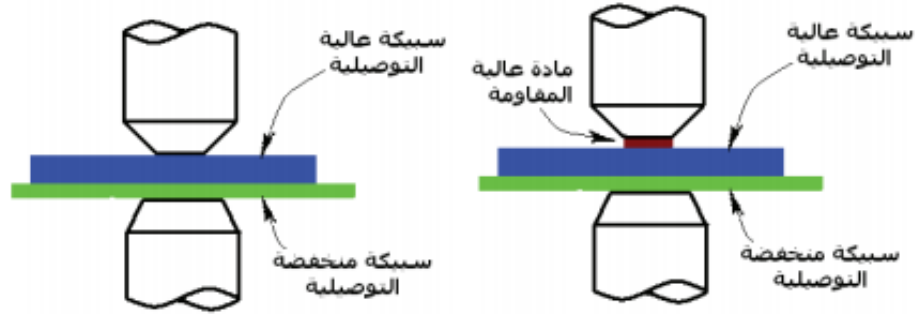 سبيكة عالية
التوصيلية
سبيكة منخفضة
التوصيلية
سبيكة عالية
التوصيلية
مادة عالية
المقاومة
سبيكة منخفضة
التوصيلية